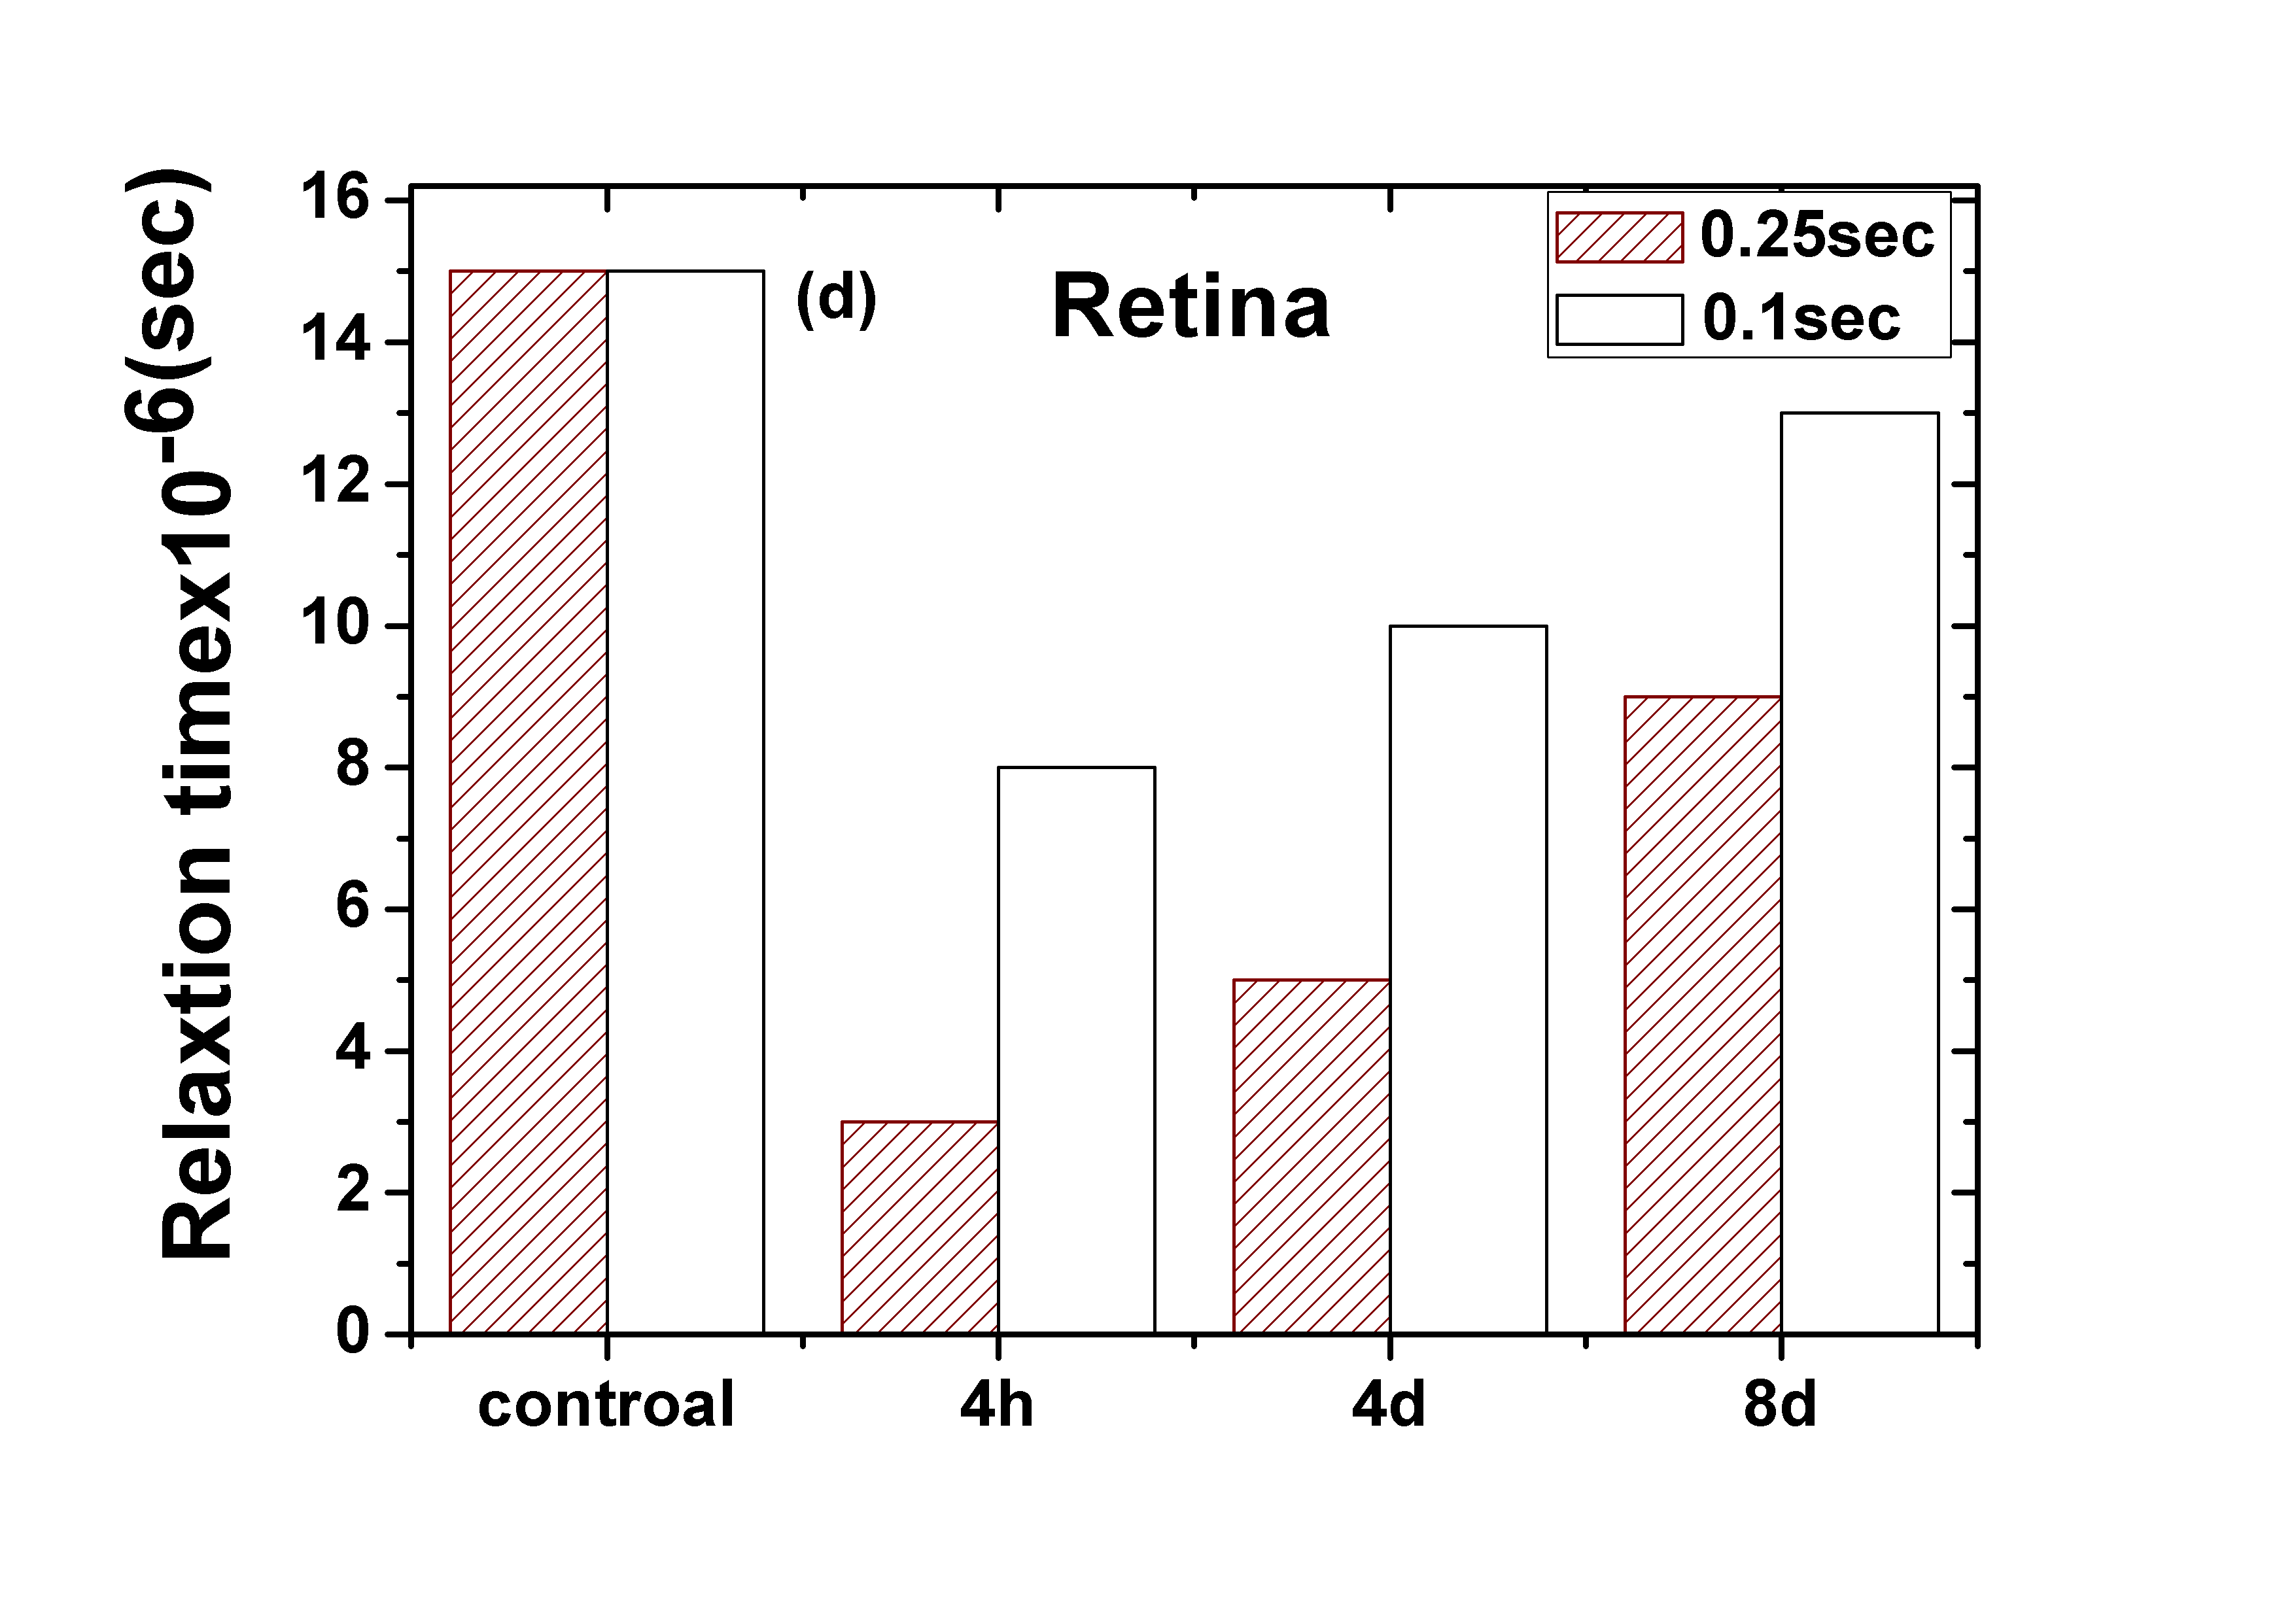 Relaxtion timex10-6(sec)
16
14
12
10
8
6
4
2
0
(d)
Retina
0.25sec
0.1sec
controal
4h
4d
8d